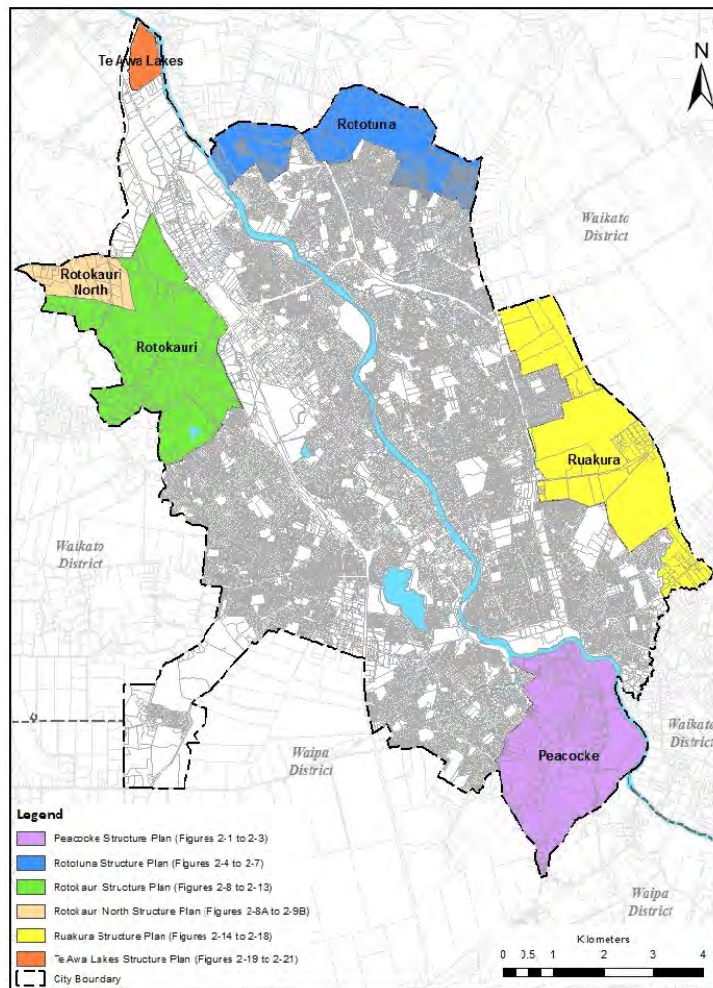 Te Awa Lakes
N
Rototuna
Waikato
District
Rotokauri
North
Rotokauri
Ruakura
Waikato
District
Waikato
District
Peacocke
Waipa
District
Waipa
District
Legend
Peacocke Structure Plan (Figures 2-1 to 2-3)
Rototuna Structure Plan (Figures 2-4 to 2-7)
Rotokaur Structure Plan (Figures 2-8 to 2-13)
Rotokaur North Structure Plan (Figures 2-8A to 2-9B)
Ruakura Structure Plan (Figures 2-14 to 2-18)
Te Awa Lakes Structure Plan (Figures 2-19 to 2-21)
City Boundary
Kilometers
0 0.5 1 2 3 4